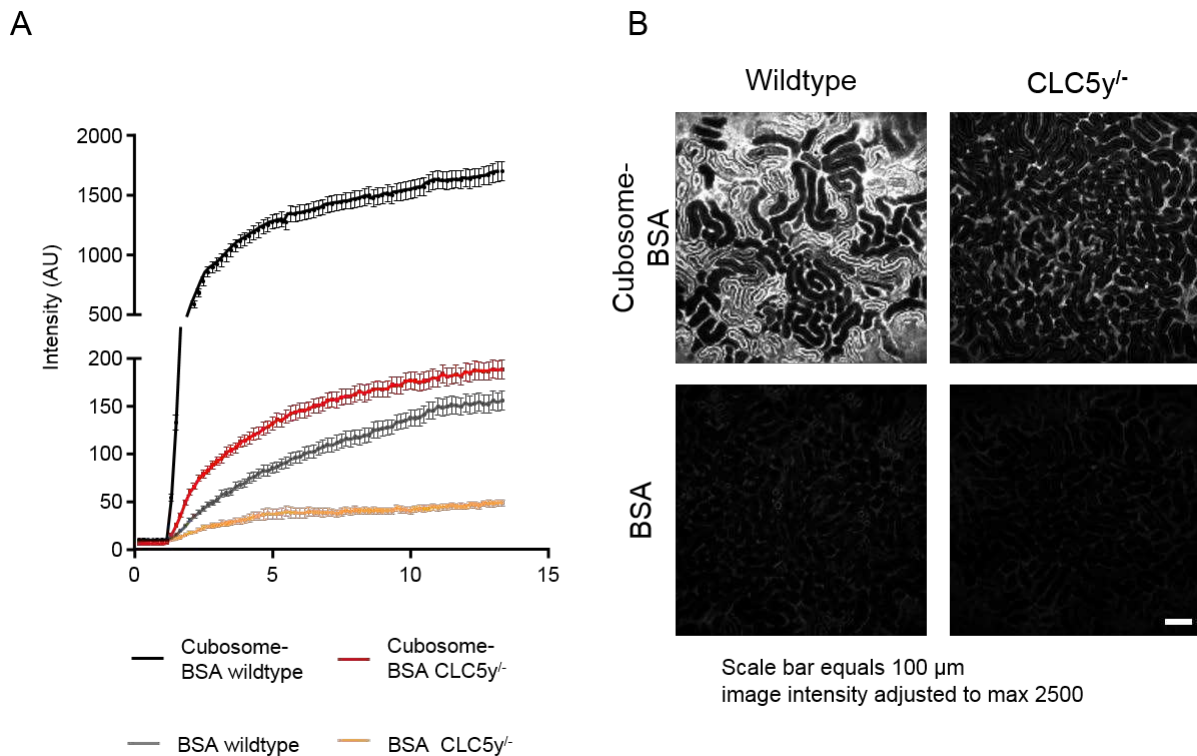 A
B
Wildtype
CLC5y/-
2000
1500
1000
500
200
150
100
50
0
Intensity (AU)
0
5
10
15
Cubosome-
BSA wildtype
Cubosome-
BSA CLC5y/-
BSA wildtype
BSA CLC5y/-
Cubosome-
BSA
BSA
Scale bar equals 100 µm
image intensity adjusted to max 2500